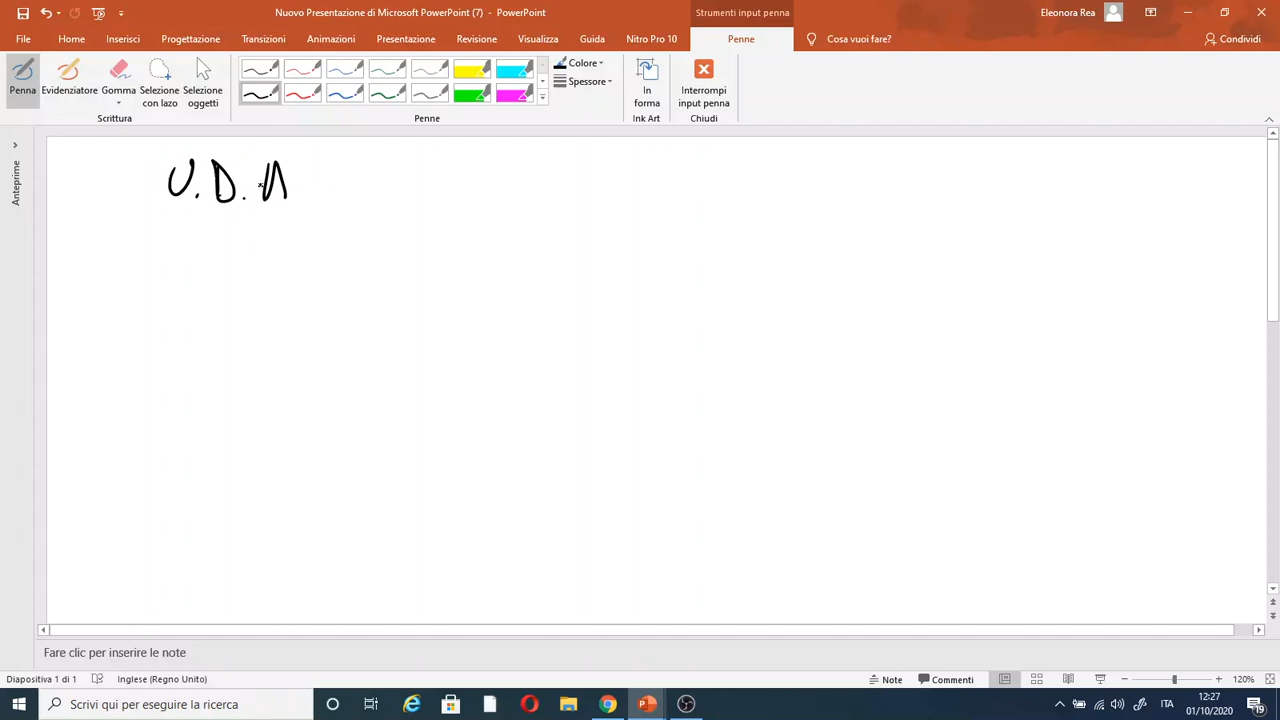 Nuovo Presentazione di Microsoft PowerPoint (7) - PowerPoint
Strumenti input penna
Eleonora Rea
File Home Inserisci Progettazione Transizioni Animazioni Presentazione Revisione Visualizza Guida Nitro Pro 10 Penne Cosa vuoi fare? Condividi
Penna Evidenziatore Gomma Selezione con lazo Selezione oggetti
Scrittura
Penne
Colore
Spessore
In forma
Ink Art
Interrompi input penna
Chiudi
Anteprime
U.D.A
Fare clic per inserire le note
Diapositiva 1 di 1 Inglese (Regno Unito) Note Commenti 120%
Scrivi qui per eseguire la ricerca
ITA
12:27
01/10/2020
19